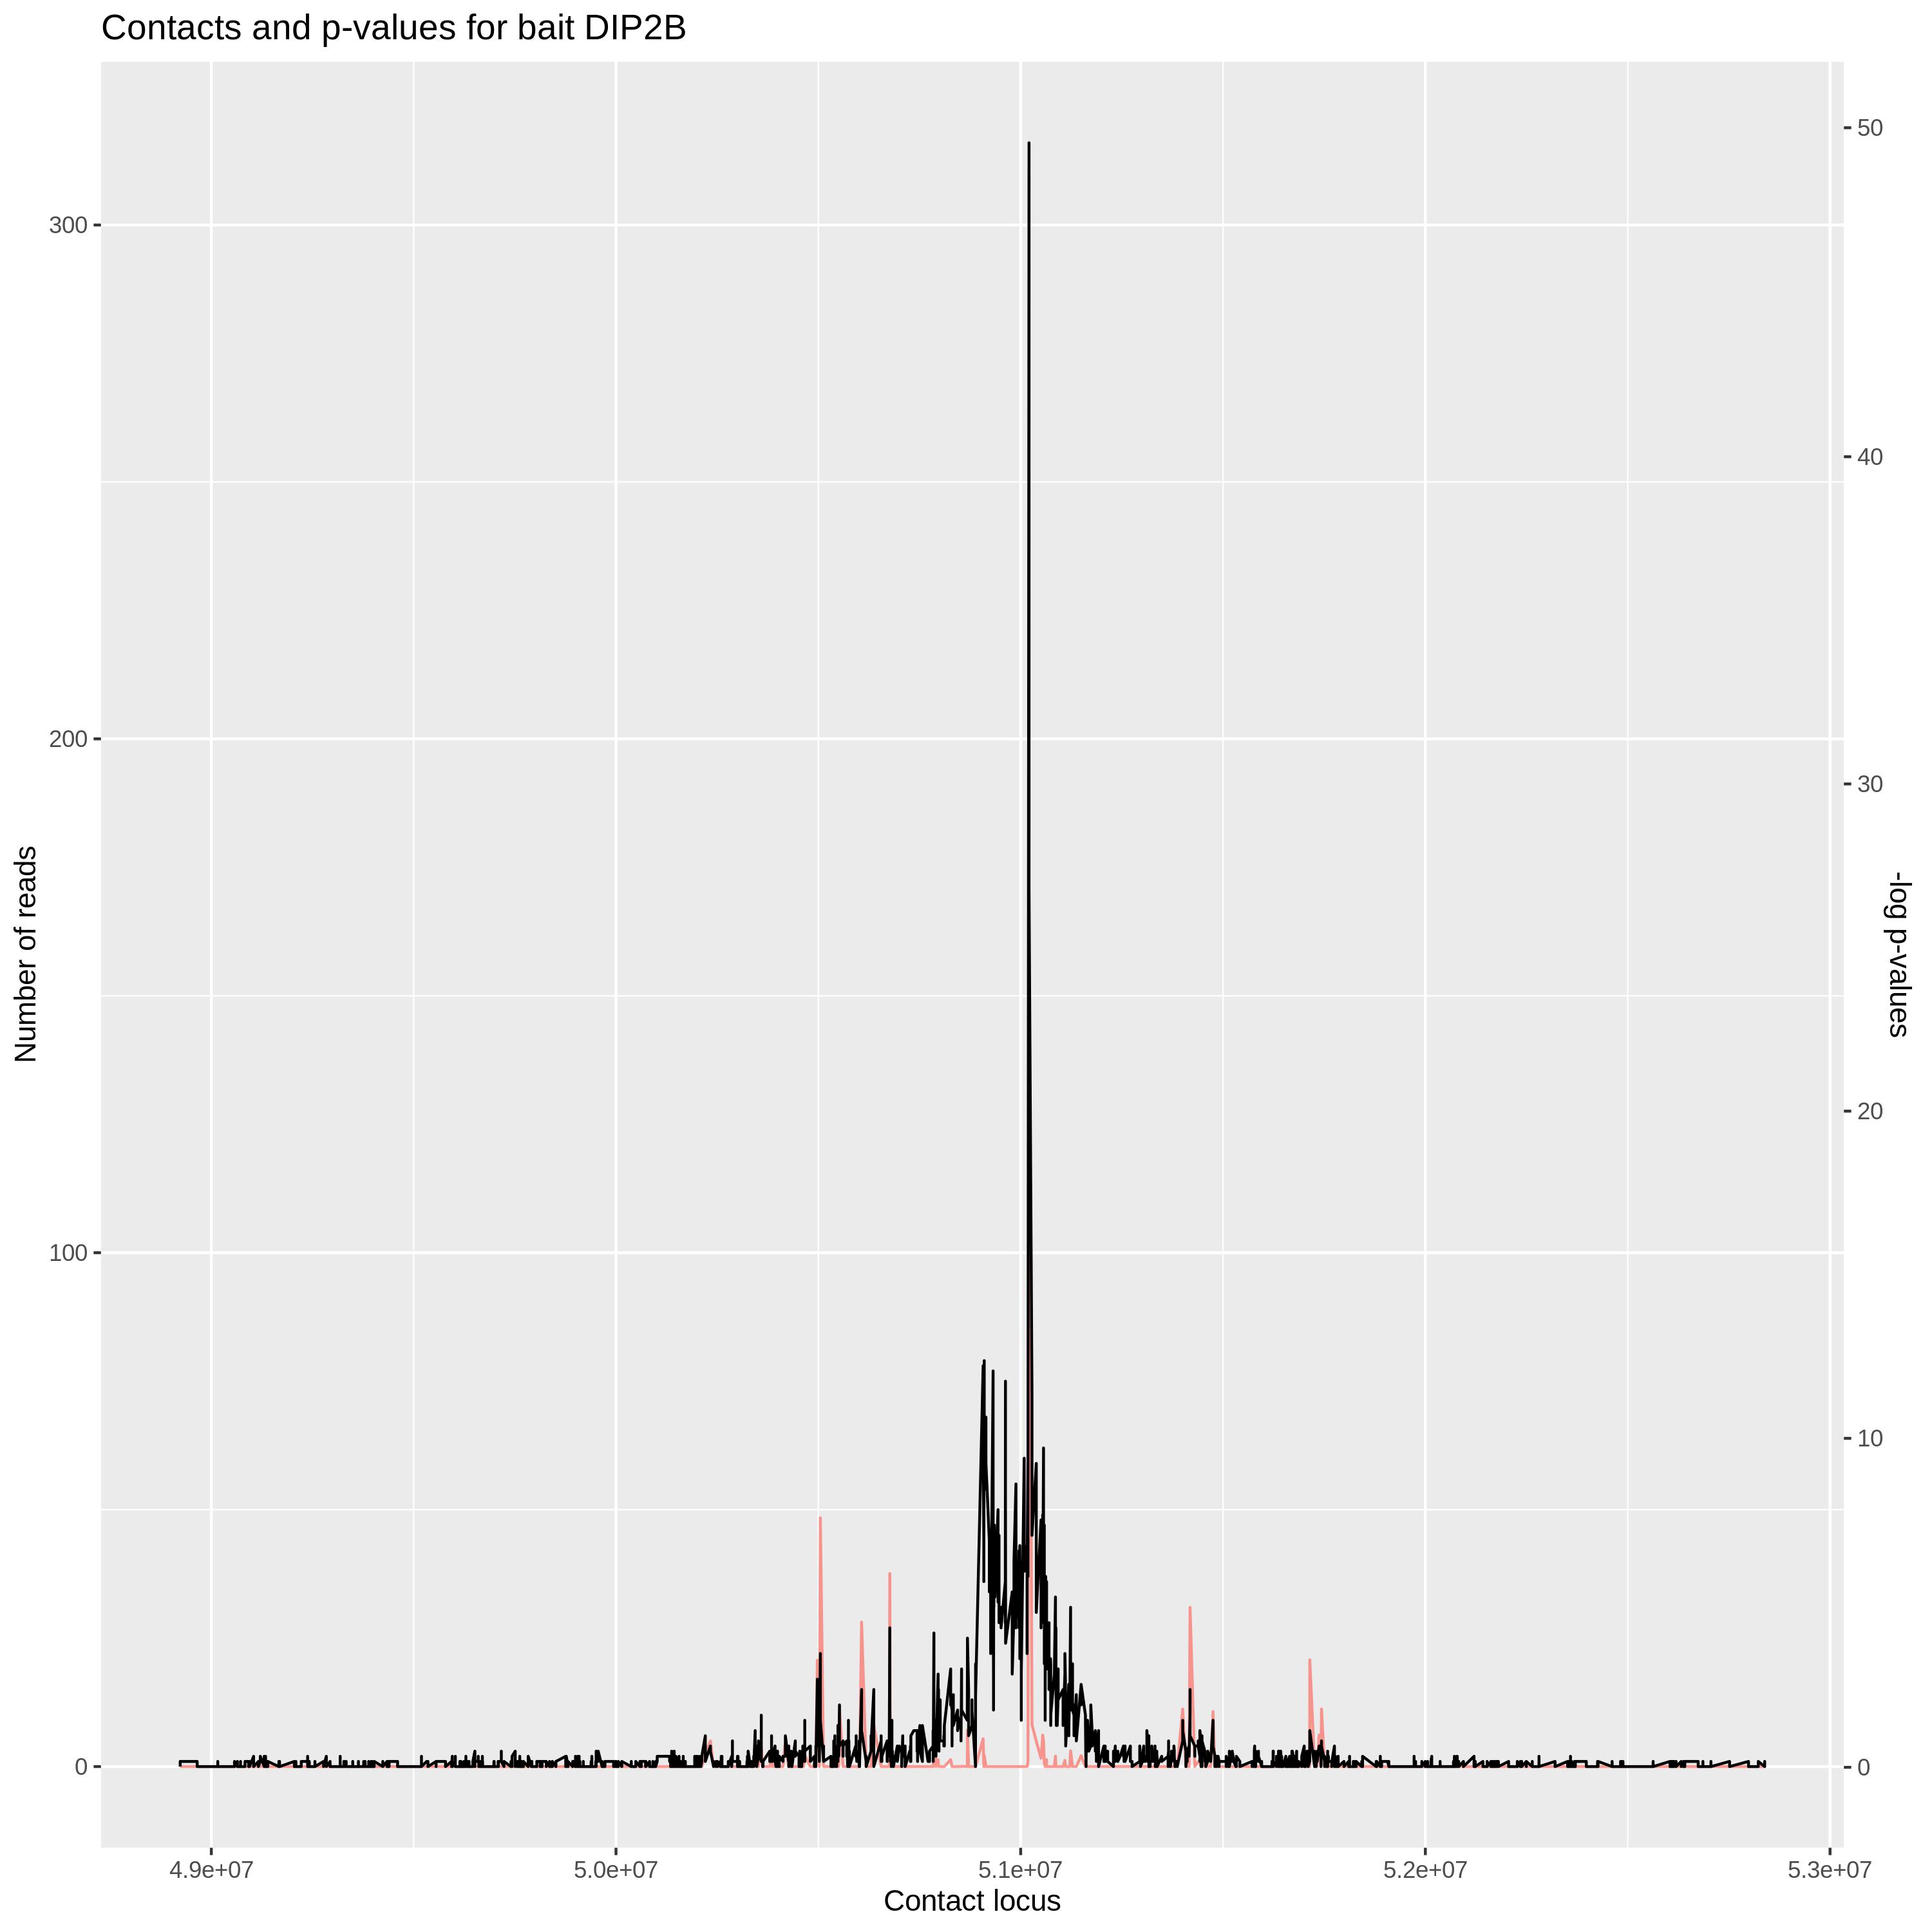 Contacts and p-values for bait DIP2B
Number of reads
300
200
100
0
50
40
30
20
10
0
-log p-values
4.9e+07 5.0e+07 5.1e+07 5.2e+07 5.3e+07
Contact locus